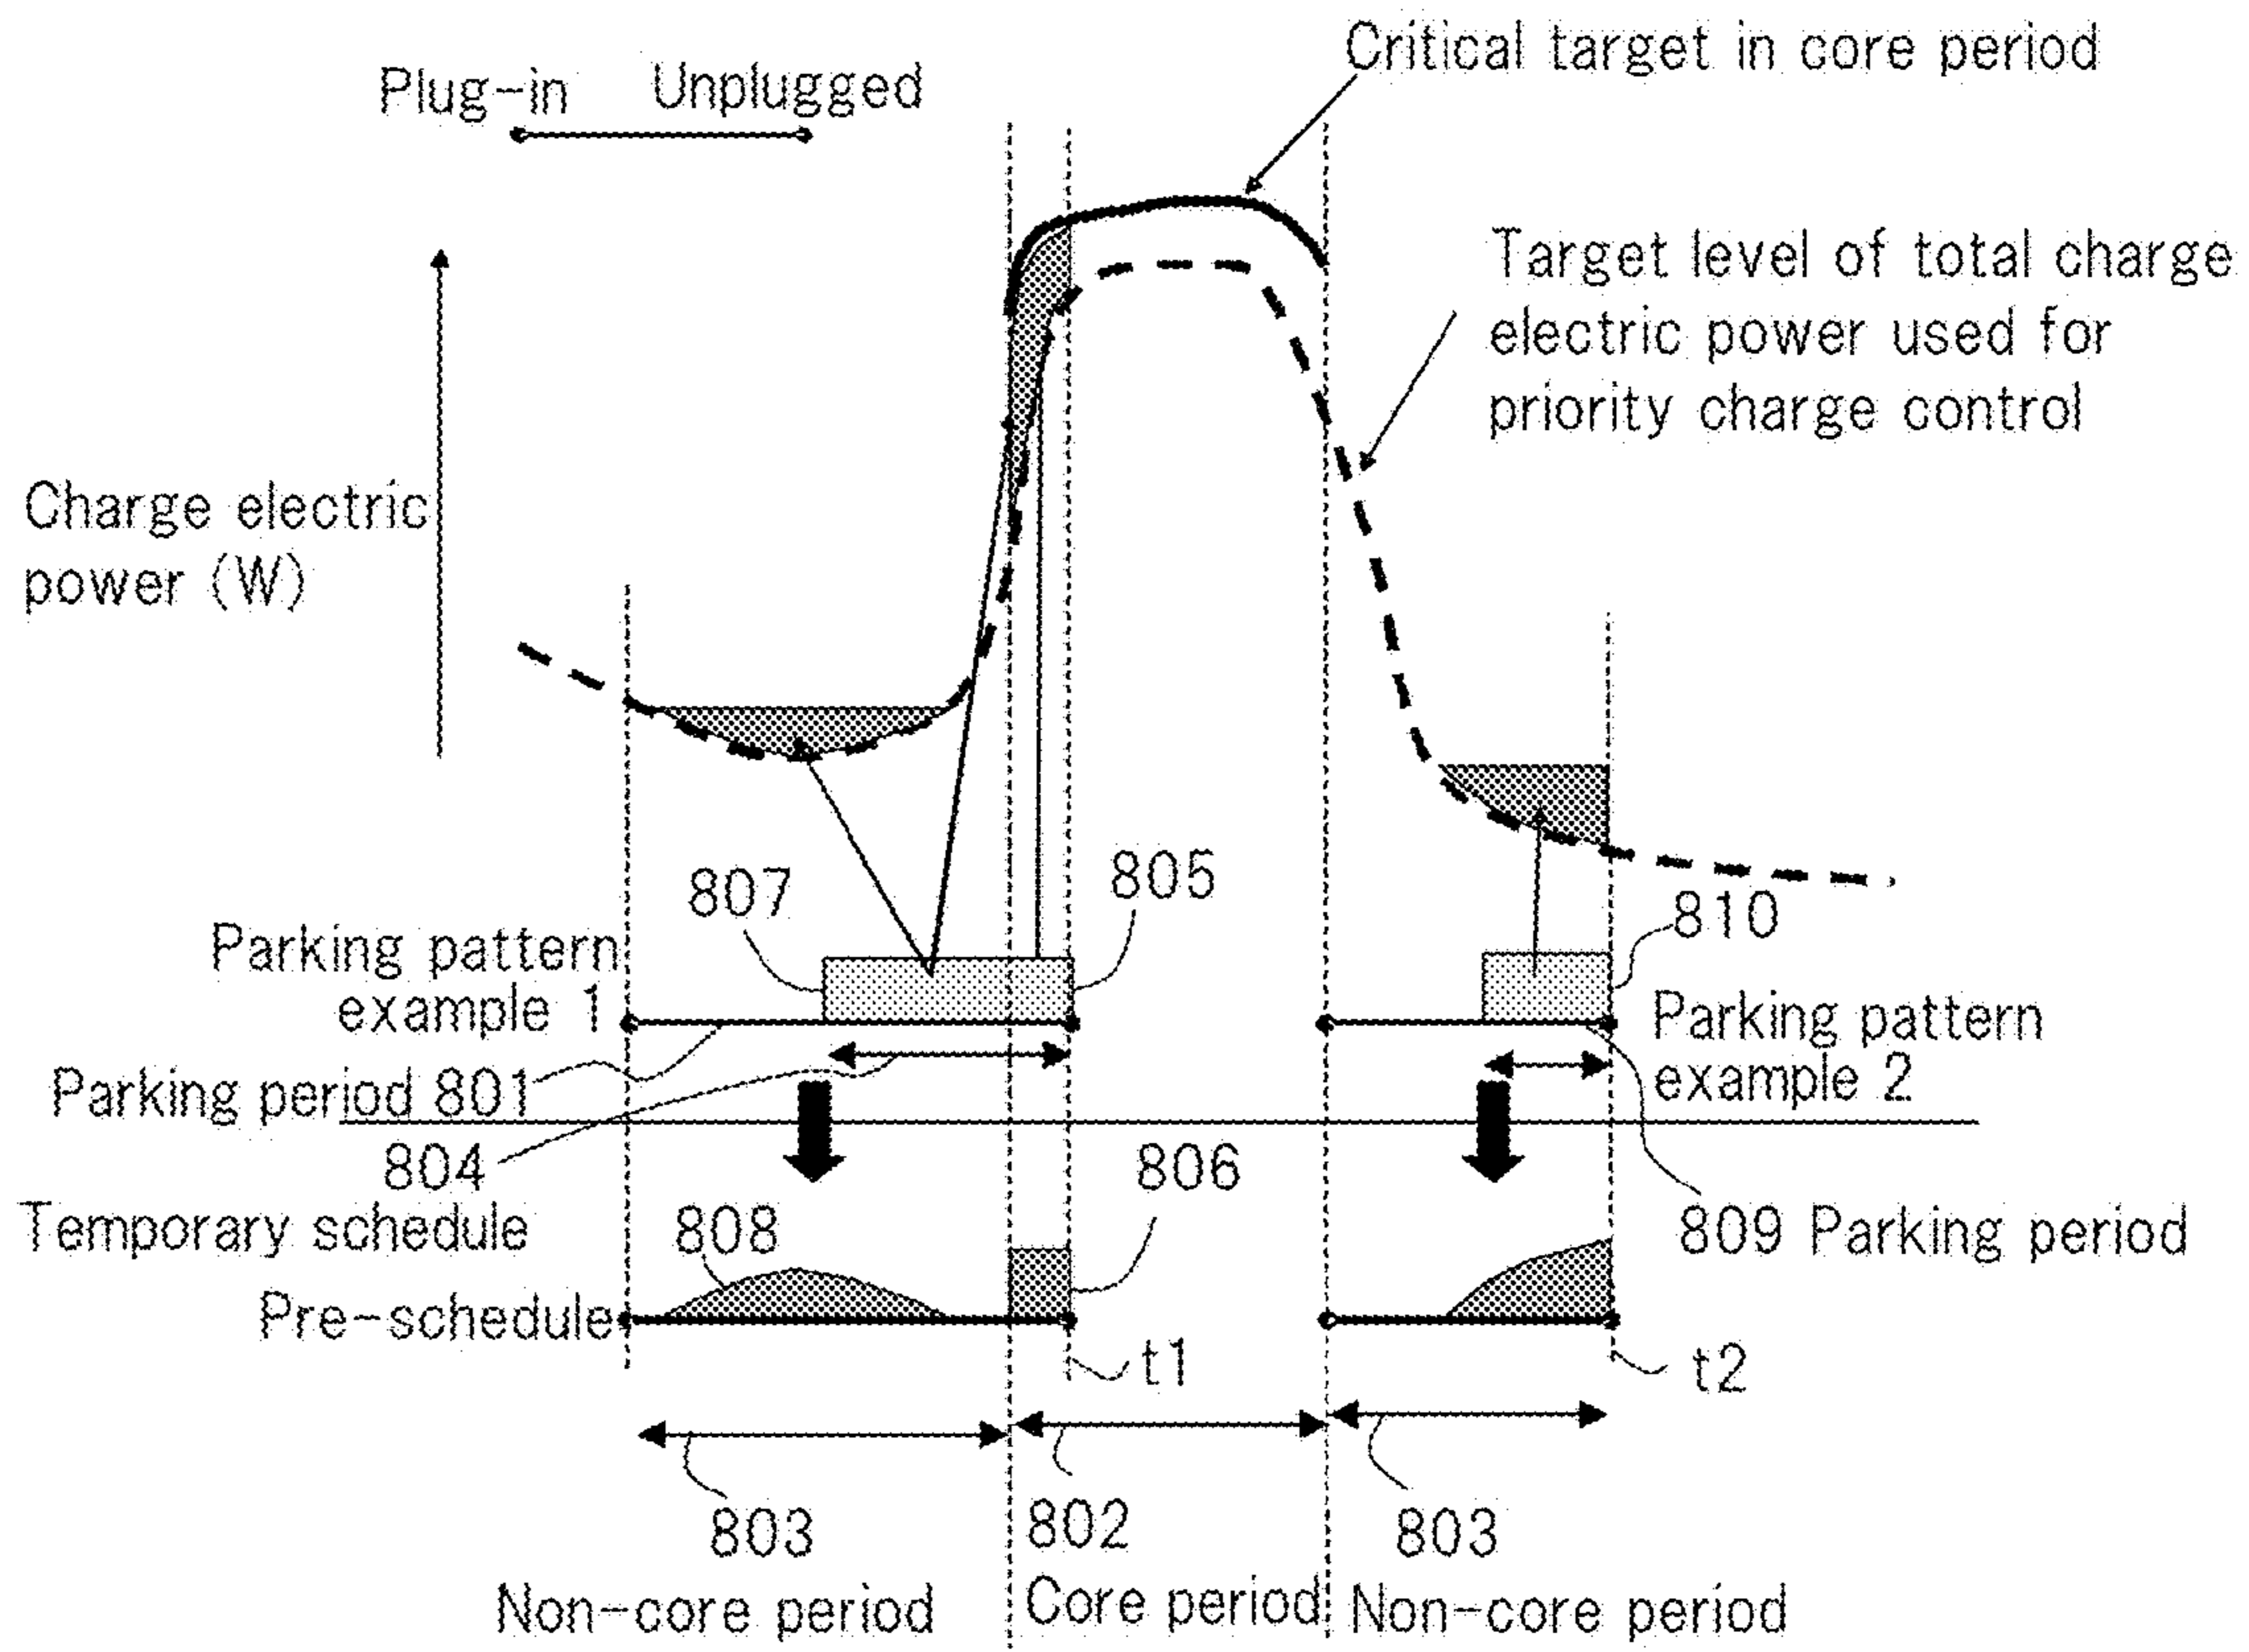 Critical target in core period
Plug-in Unplugged
Target level of total charge
electric power used for
priority charge control
Charge electric
power (W)
807
805
810
Parking pattern
example 1
Parking pattern
example 2
Parking period 801
804
806
Temporary schedule
808
809 Parking period
Pre-schedule
t1
t2
803
802
803
Non-core period
Core period
Non-core period